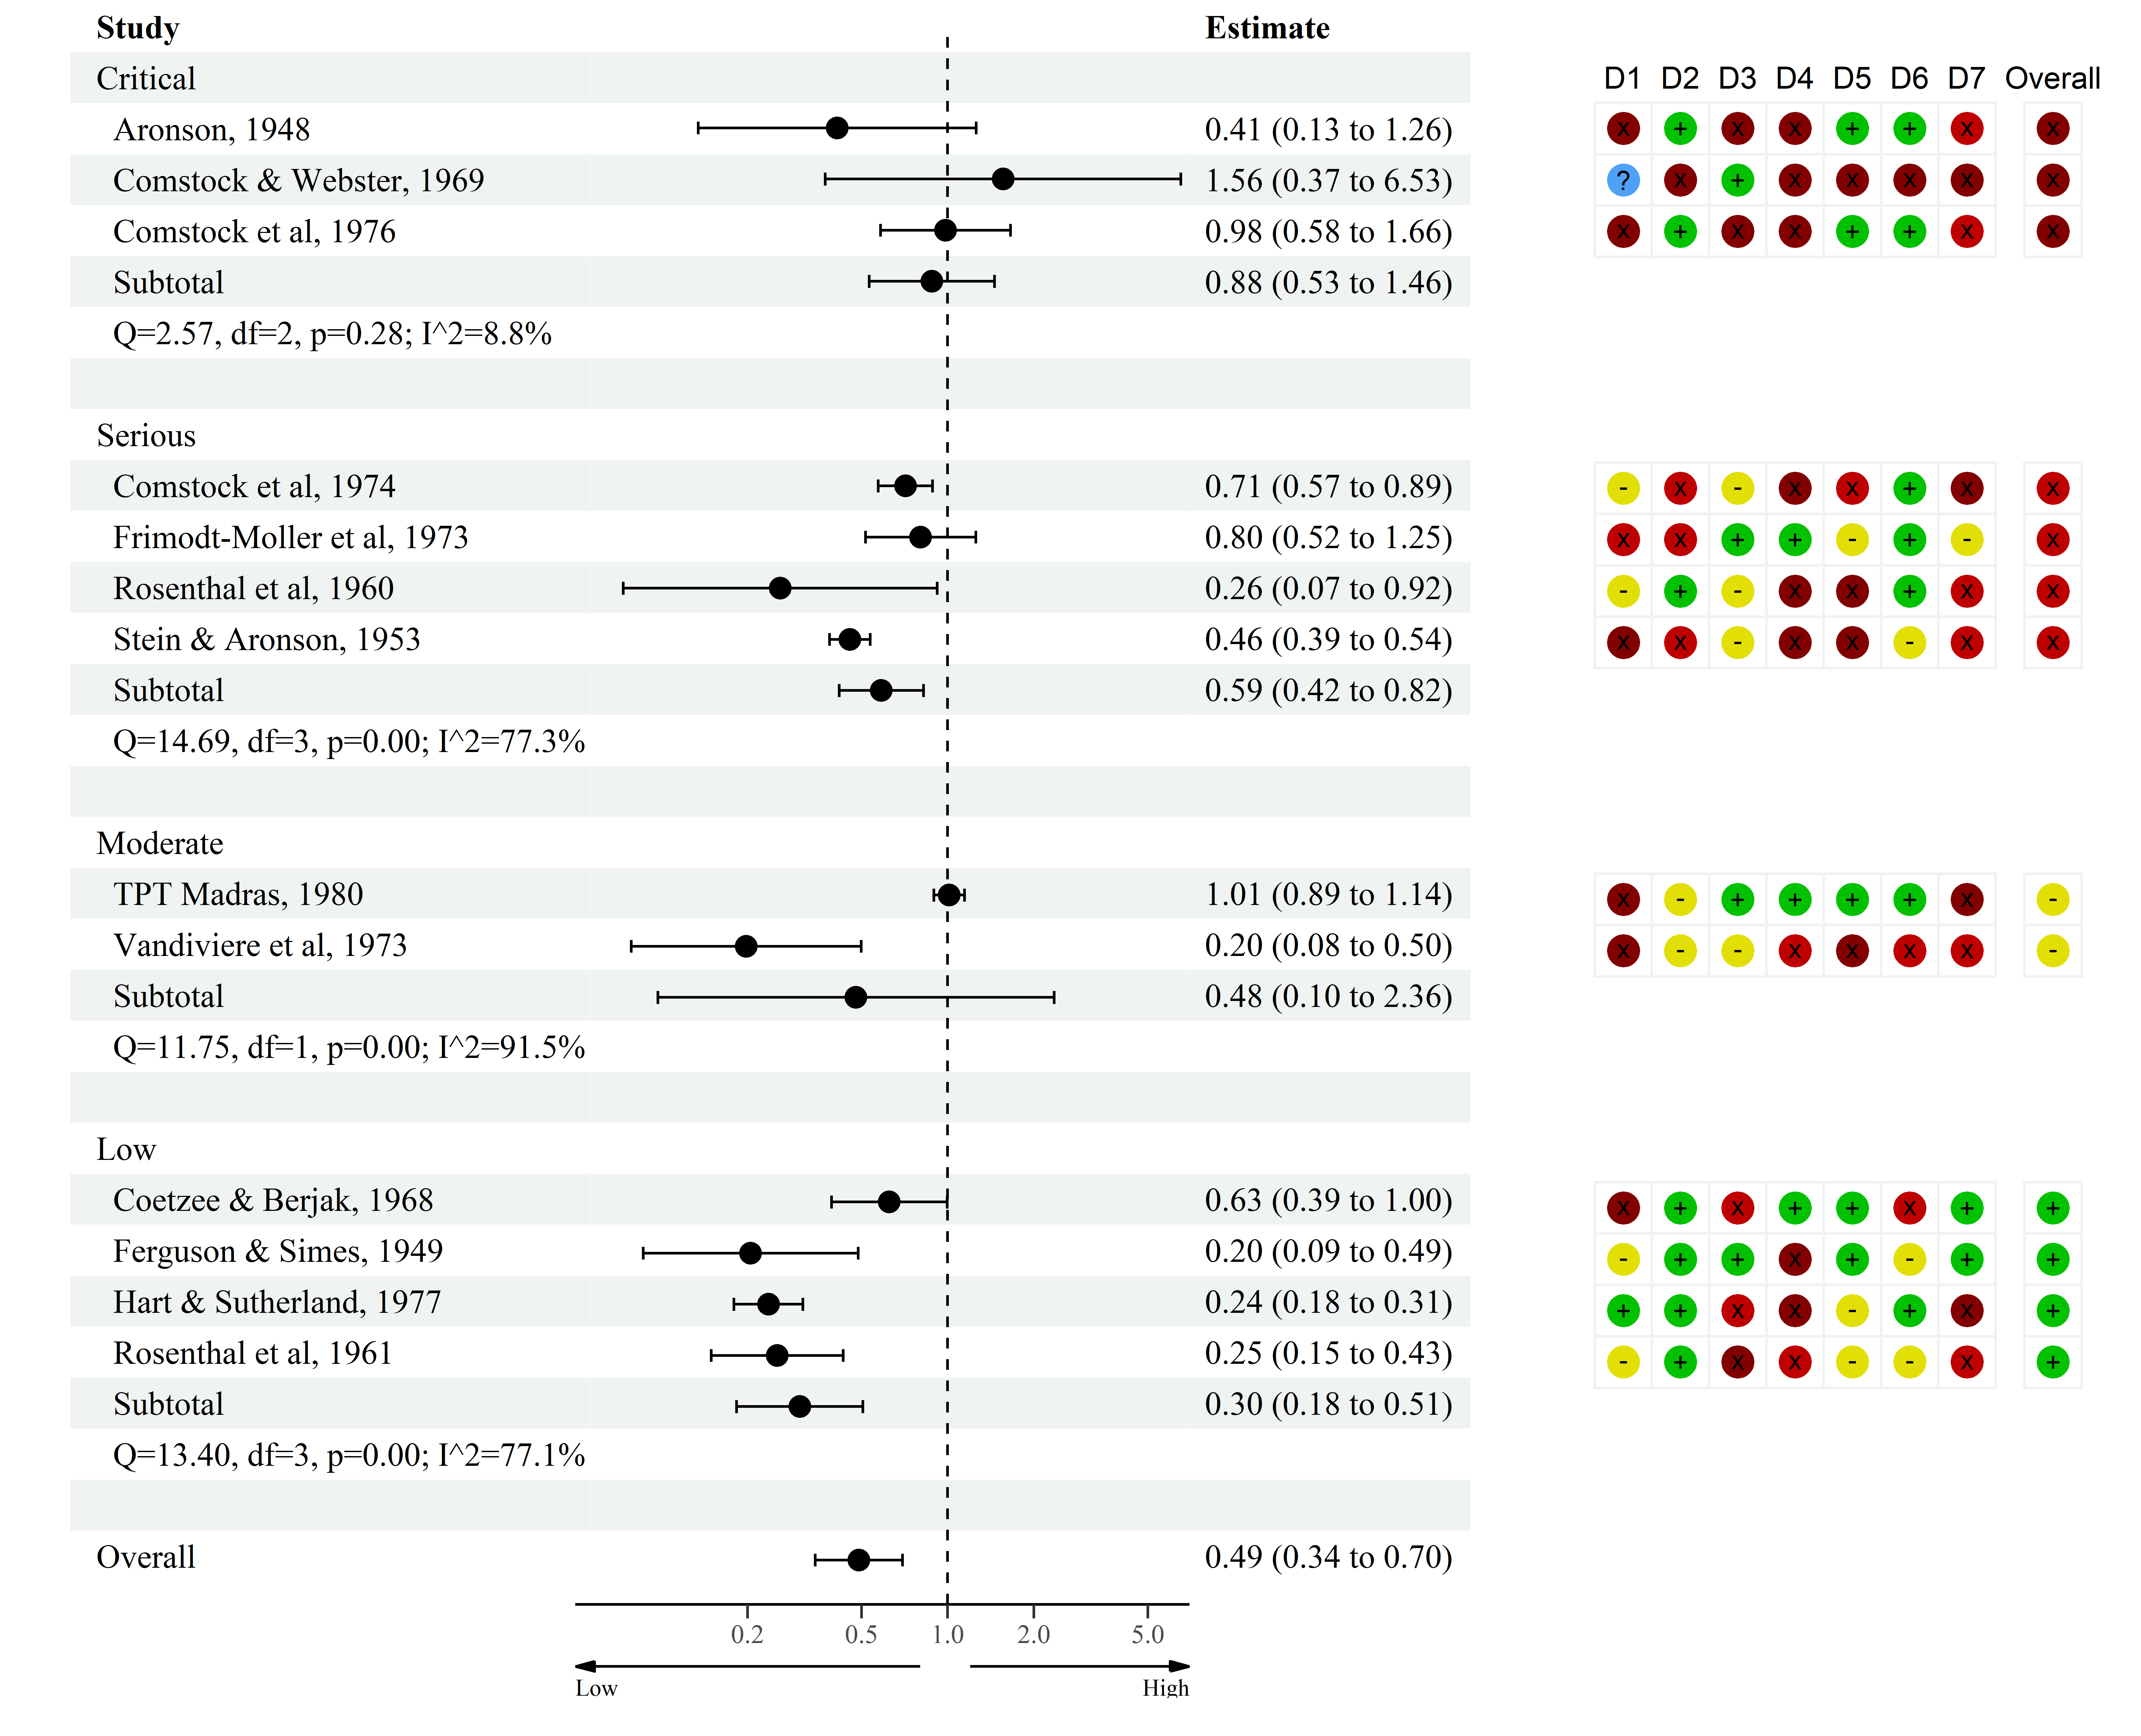 Study Estimate
Critical D1 D2 D3 D4 D5 D6 D7 Overall
Aronson, 1948 0.41 (0.13 to 1.26) x + x x + + x x
Comstock & Webster, 1969 1.56 (0.37 to 6.53) ? x + x x x x x
Comstock et al, 1976 0.98 (0.58 to 1.66) x + x x + + x x
Subtotal 0.88 (0.53 to 1.46)
Q=2.57, df=2, p=0.28; I^2=8.8%
Serious
Comstock et al, 1974 0.71 (0.57 to 0.89) - x - x x + x x
Frimodt-Moller et al, 1973 0.80 (0.52 to 1.25) x x + + - + - x
Rosenthal et al, 1960 0.26 (0.07 to 0.92) - + - x x + x x
Stein & Aronson, 1953 0.46 (0.39 to 0.54) x x - x x - x x
Subtotal 0.59 (0.42 to 0.82)
Q=14.69, df=3, p=0.00; I^2=77.3%
Moderate
TPT Madras, 1980 1.01 (0.89 to 1.14) x - + + + + x -
Vandiviere et al, 1973 0.20 (0.08 to 0.50) x - - x x x x -
Subtotal 0.48 (0.10 to 2.36)
Q=11.75, df=1, p=0.00; I^2=91.5%
Low
Coetzee & Berjak, 1968 0.63 (0.39 to 1.00) x + x + + x + +
Ferguson & Simes, 1949 0.20 (0.09 to 0.49) - + + x + - + +
Hart & Sutherland, 1977 0.24 (0.18 to 0.31) + + x x - + x +
Rosenthal et al, 1961 0.25 (0.15 to 0.43) - + x x - - x +
Subtotal 0.30 (0.18 to 0.51)
Q=13.40, df=3, p=0.00; I^2=77.1%
Overall 0.49 (0.34 to 0.70)
0.2 0.5 1.0 2.0 5.0
Low High